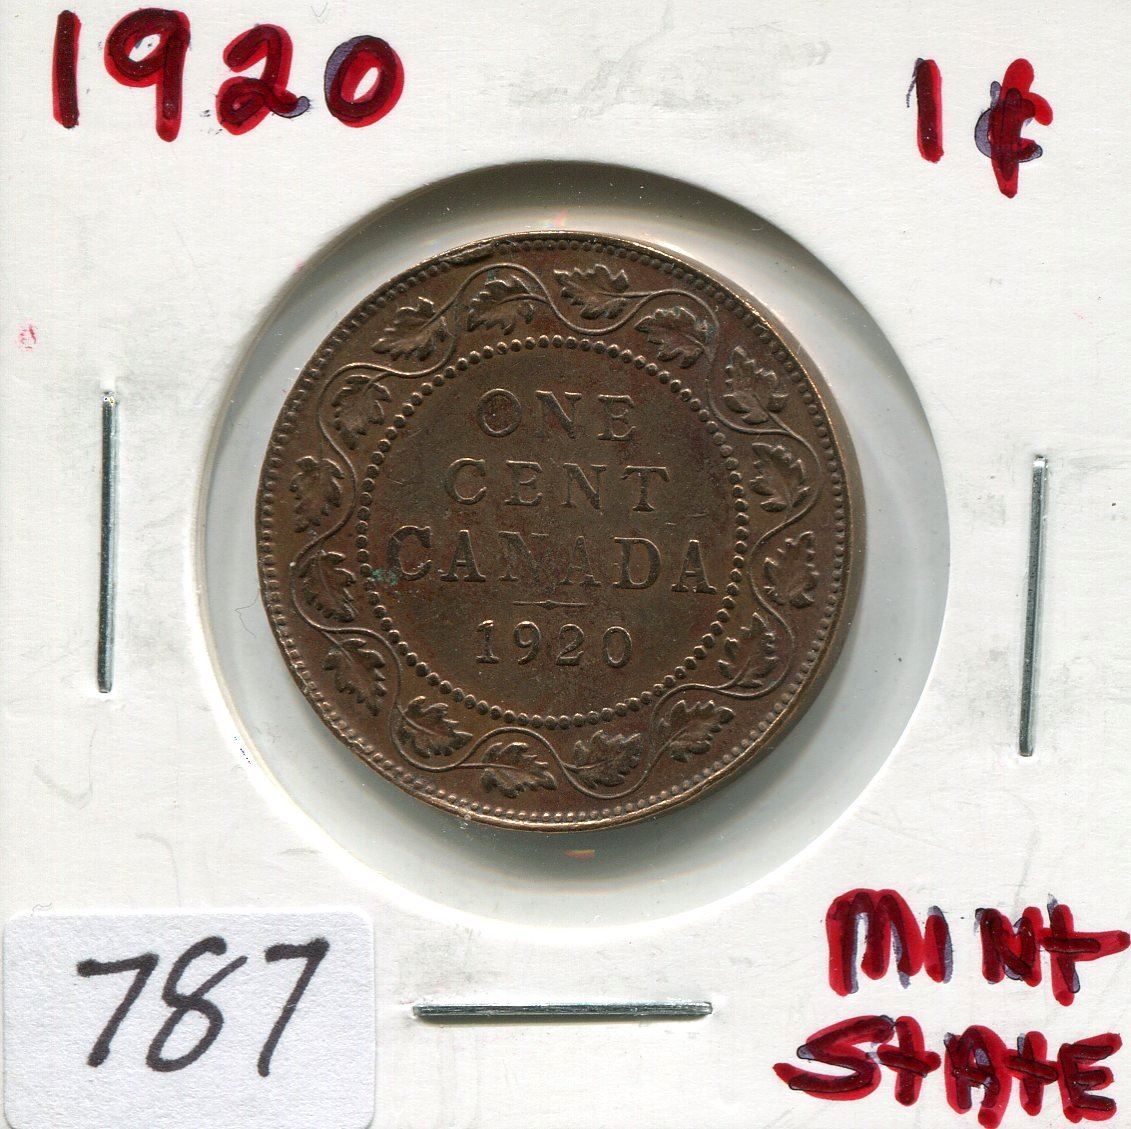 1920
1¢
ONE
CENT
CANADA
1920
787
MINT
STATE